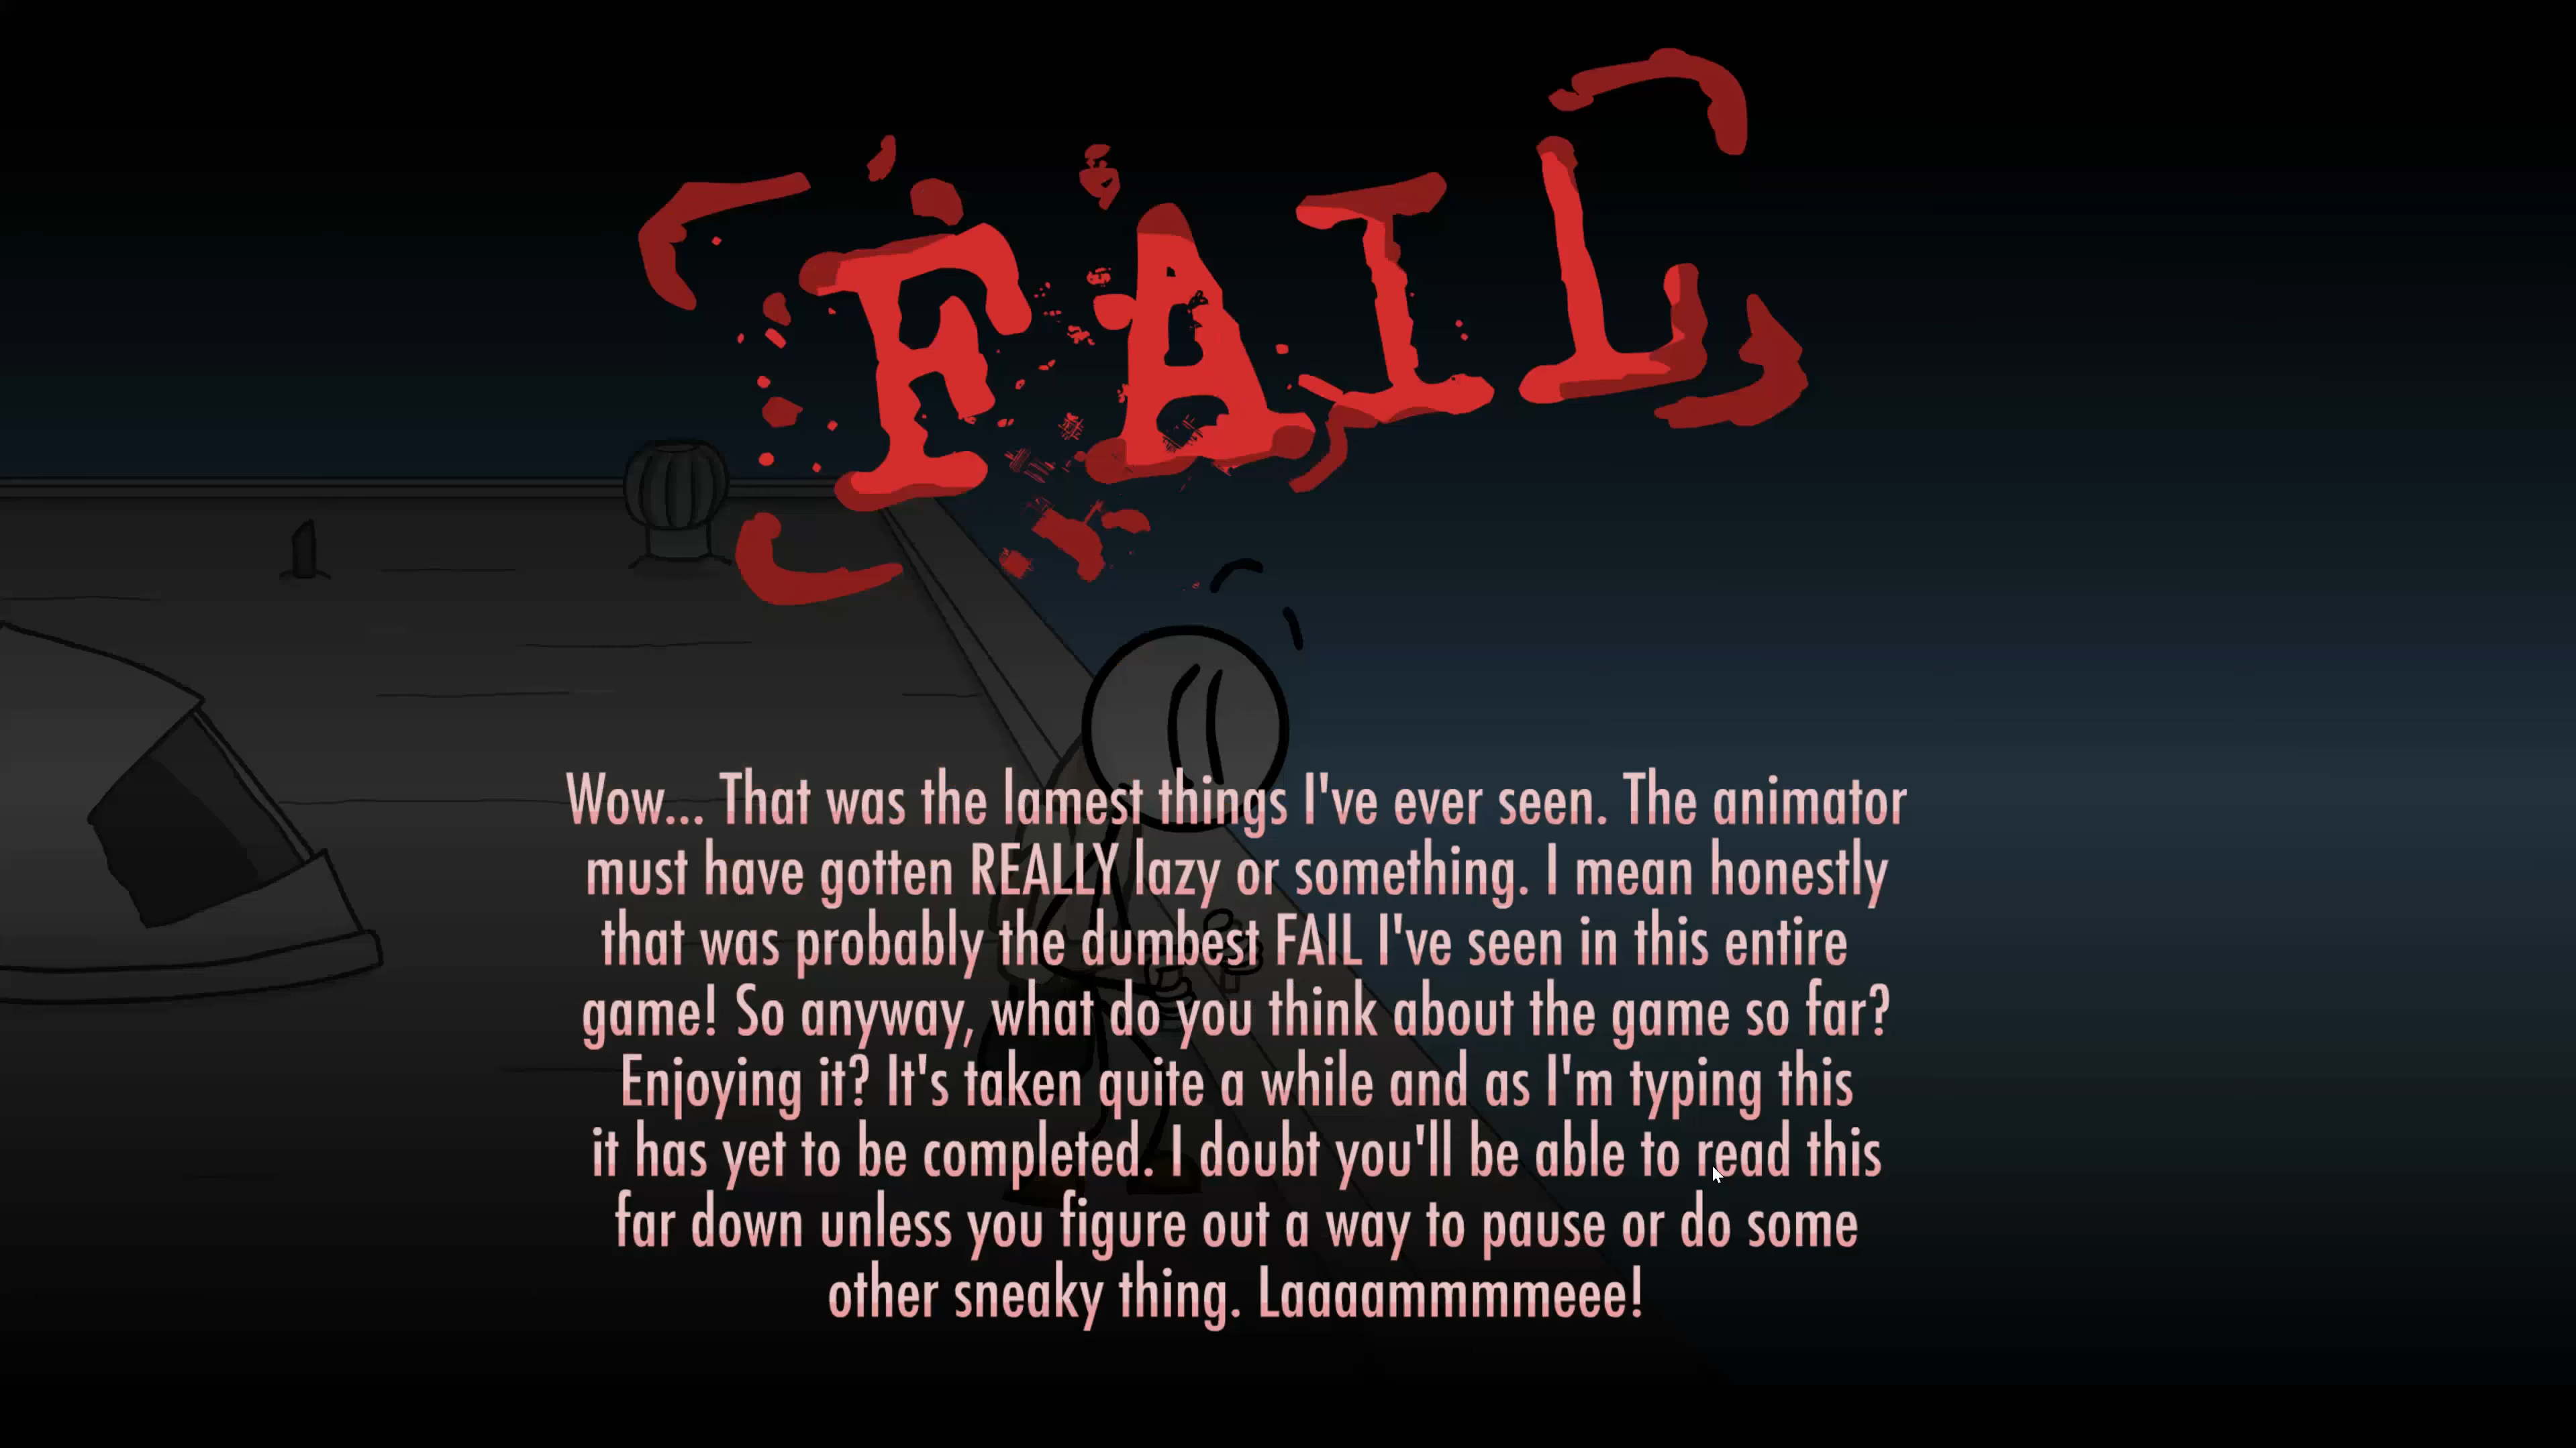 FAIL
Wow... That was the lamest things I've ever seen. The animator
must have gotten REALLY lazy or something. I mean honestly
that was probably the dumbest FAIL I've seen in this entire
game! So anyway, what do you think about the game so far?
Enjoying it? It's taken quite a while and as I'm typing this
it has yet to be completed. I doubt you'll be able to read this
far down unless you figure out a way to pause or do some
other sneaky thing. Laaaammmmeee!